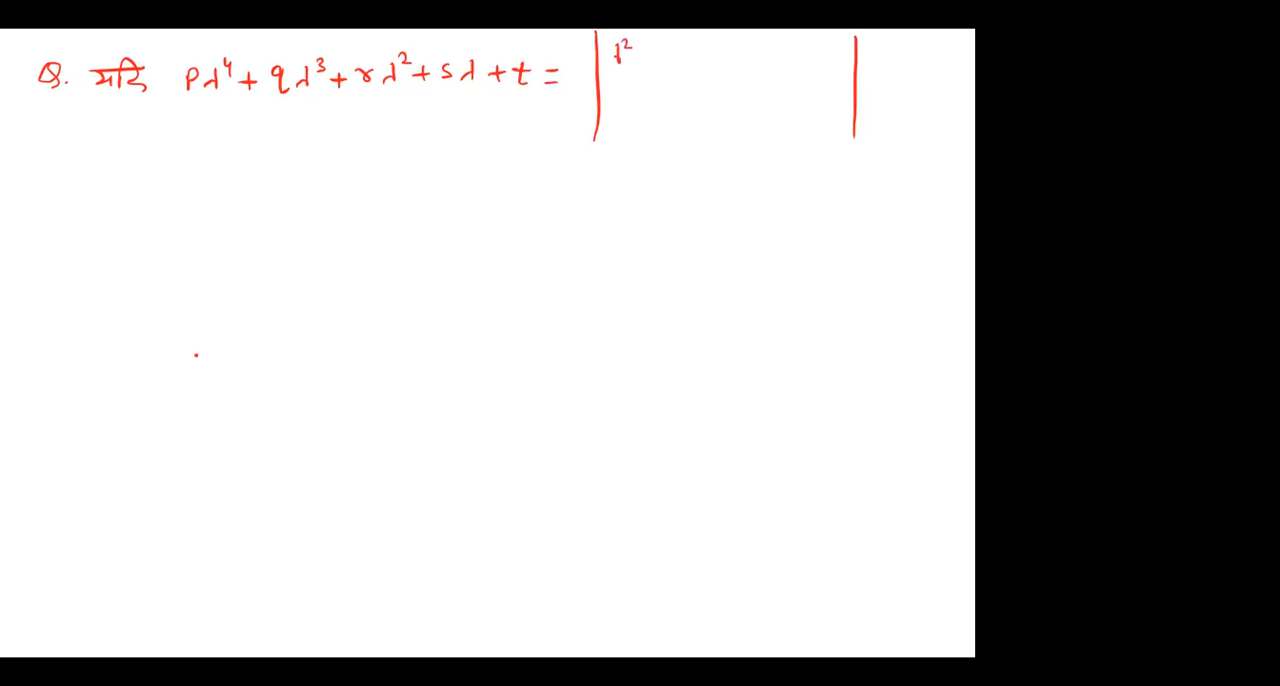 Q. यदि pλ⁴ + qλ³ + rλ² + sλ + t = | λ² |